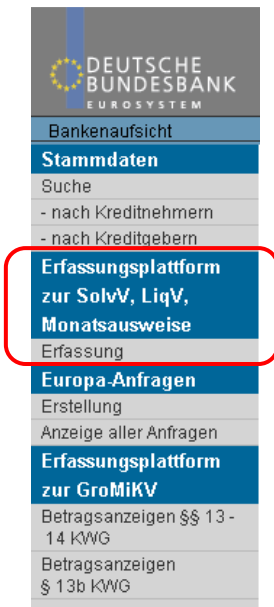 DEUTSCHE
BUNDESBANK
EUROSYSTEM
Bankenaufsicht
Stammdaten
Suche
- nach Kreditnehmern
- nach Kreditgebern
Erfassungsplattform
zur SolvV, LiqV,
Monatsausweise
Erfassung
Europa-Anfragen
Erstellung
Anzeige aller Anfragen
Erfassungsplattform
zur GroMiKV
Betragsanzeigen §§ 13 -
14 KWG
Betragsanzeigen
§ 13b KWG